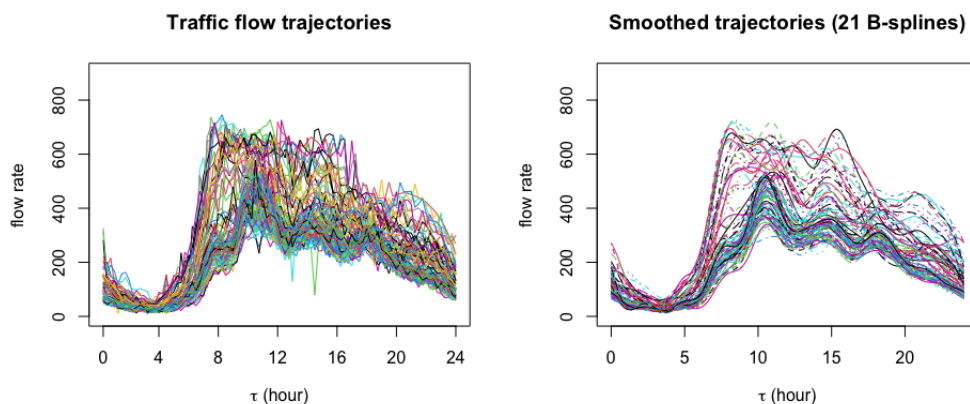 Traffic flow trajectories
flow rate
0 200 400 600 800
0 4 8 12 16 20 24
τ (hour)
Smoothed trajectories (21 B-splines)
flow rate
0 200 400 600 800
0 5 10 15 20
τ (hour)